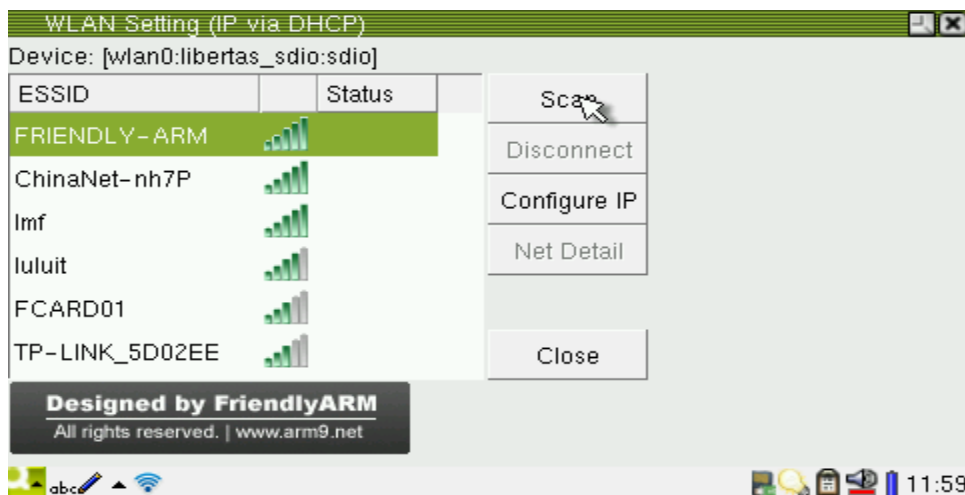 WLAN Setting (IP via DHCP)
Device: [wlan0:libertas_sdio:sdio]
ESSID Status
FRIENDLY-ARM
ChinaNet-nh7P
lmf
luluit
FCARD01
TP-LINK_5D02EE
Scan
Disconnect
Configure IP
Net Detail
Close
Designed by FriendlyARM
All rights reserved. | www.arm9.net
abc 11:59